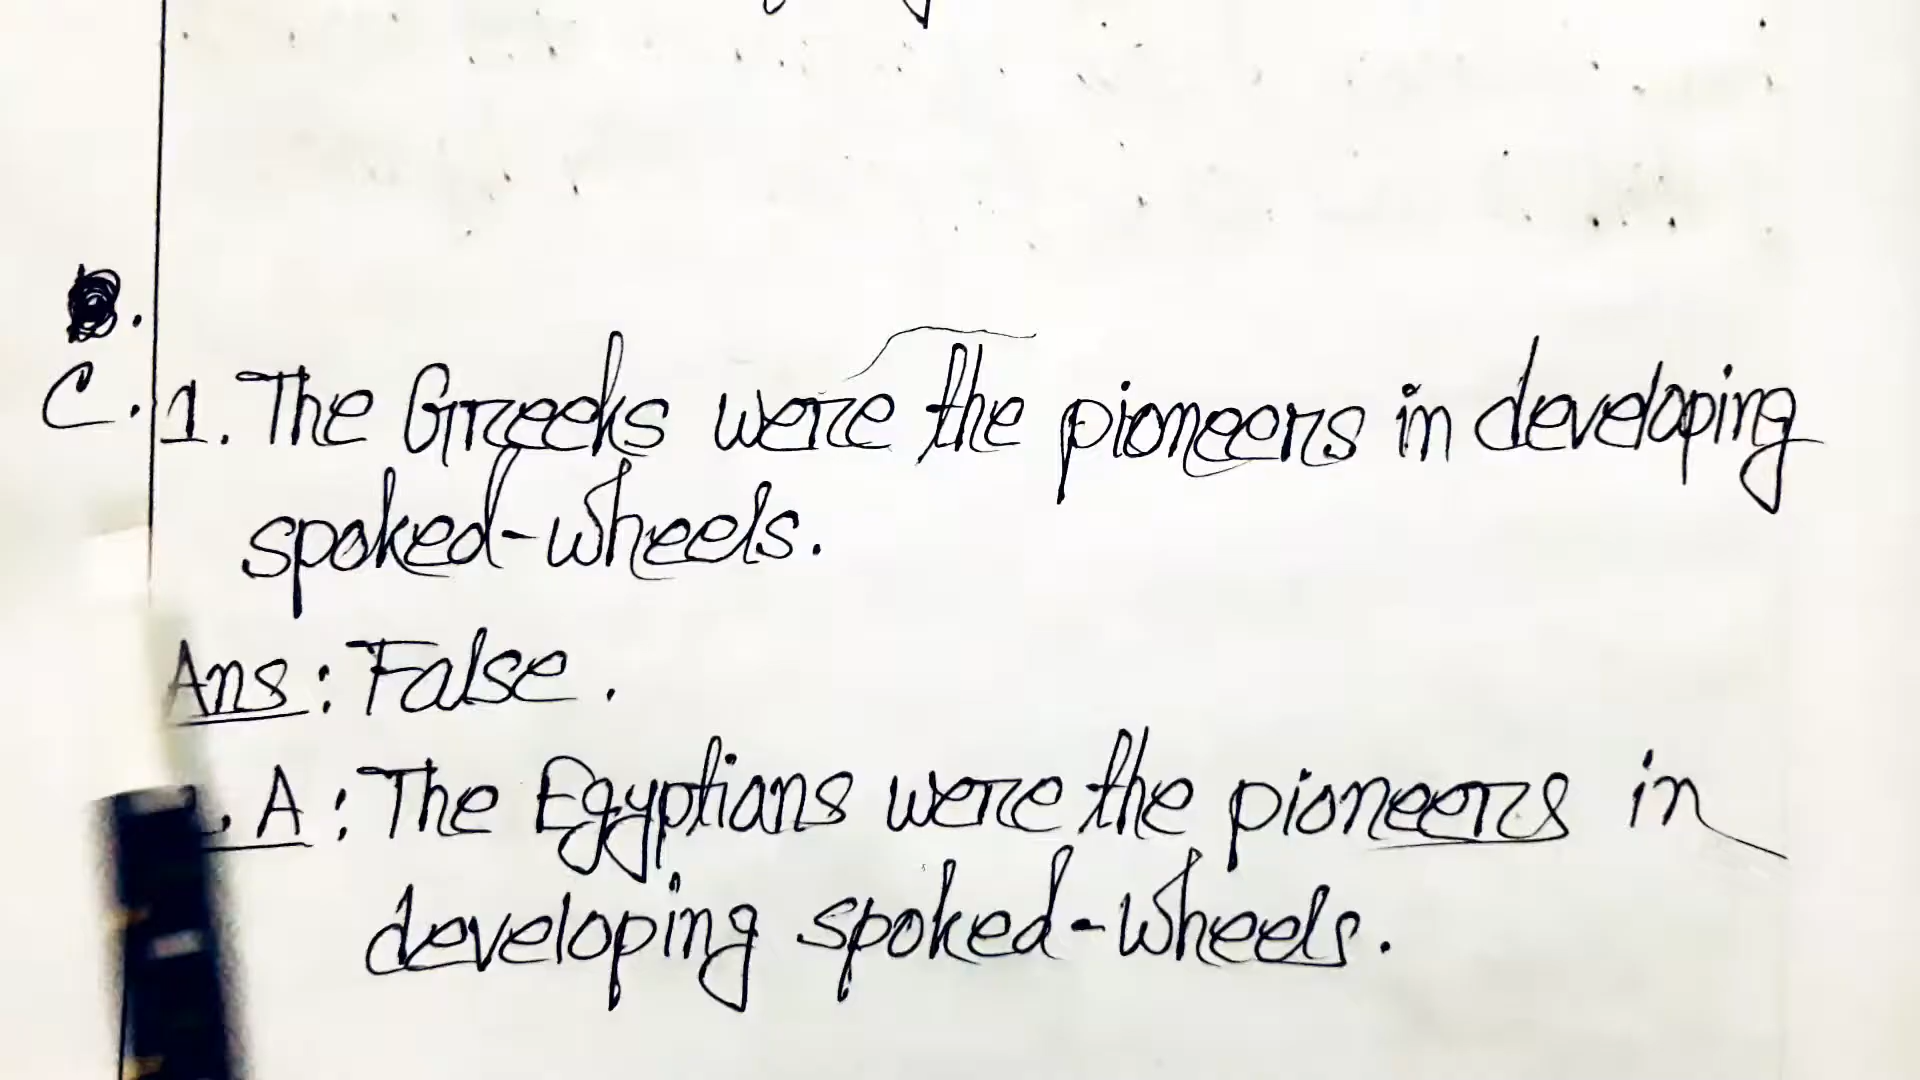 C. 1. The Greeks were the pioneers in developing
spoked-wheels.
Ans: False.
. A: The Egyptians were the pioneers in
developing spoked-wheels.